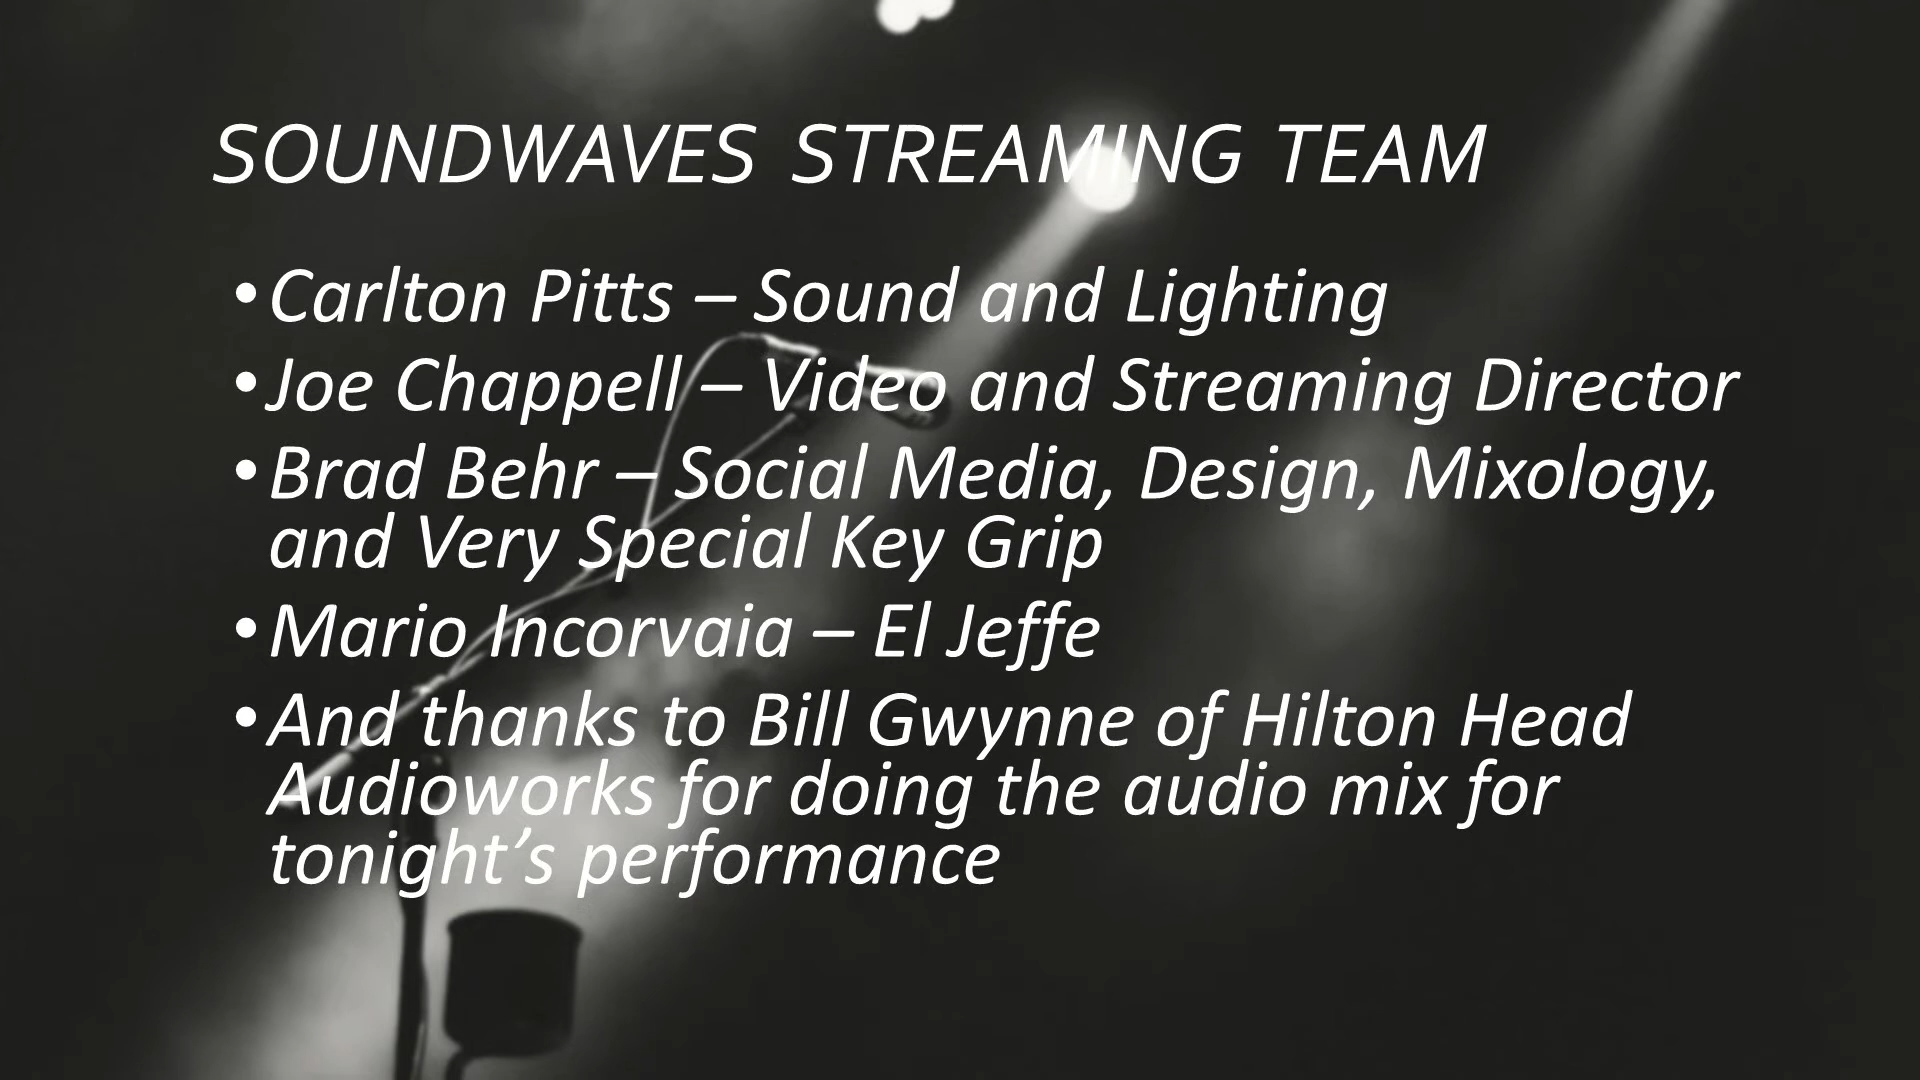 SOUNDWAVES STREAMING TEAM
•Carlton Pitts – Sound and Lighting
•Joe Chappell – Video and Streaming Director
•Brad Behr – Social Media, Design, Mixology,
and Very Special Key Grip
•Mario Incorvaia – El Jeffe
•And thanks to Bill Gwynne of Hilton Head
Audioworks for doing the audio mix for
tonight’s performance